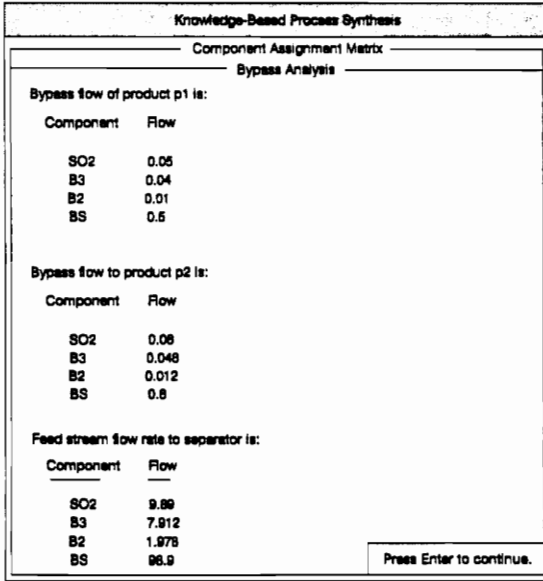 Knowledge-Based Process Synthesis
Component Assignment Matrix
Bypass Analysis
Bypass flow of product p1 is:
Component Flow
SO2 0.05
B3 0.04
B2 0.01
BS 0.5
Bypass flow to product p2 is:
Component Flow
SO2 0.06
B3 0.048
B2 0.012
BS 0.6
Feed stream flow rate to separator is:
Component Flow
SO2 9.89
B3 7.912
B2 1.978
BS 98.9
Press Enter to continue.